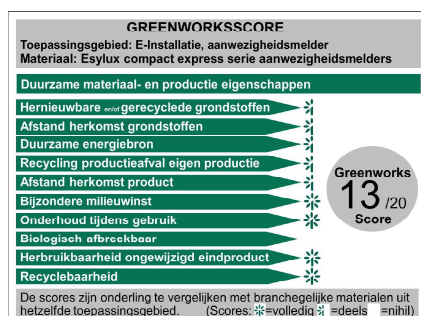 GREENWORKSSCORE
Toepassingsgebied: E-Installatie, aanwezigheidsmelder
Materiaal: Esylux compact express serie aanwezigheidsmelders
Duurzame materiaal- en productie eigenschappen
Hernieuwbare en/of gerecyclede grondstoffen
Afstand herkomst grondstoffen
Duurzame energiebron
Recycling productieafval eigen productie
Afstand herkomst product
Bijzondere milieuwinst
Onderhoud tijdens gebruik
Biologisch afbreekbaar
Herbruikbaarheid ongewijzigd eindproduct
Recyclebaarheid
Greenworks
13 /20
Score
De scores zijn onderling te vergelijken met branchegelijke materialen uit
hetzelfde toepassingsgebied. (Scores: =volledig =deels =nihil)